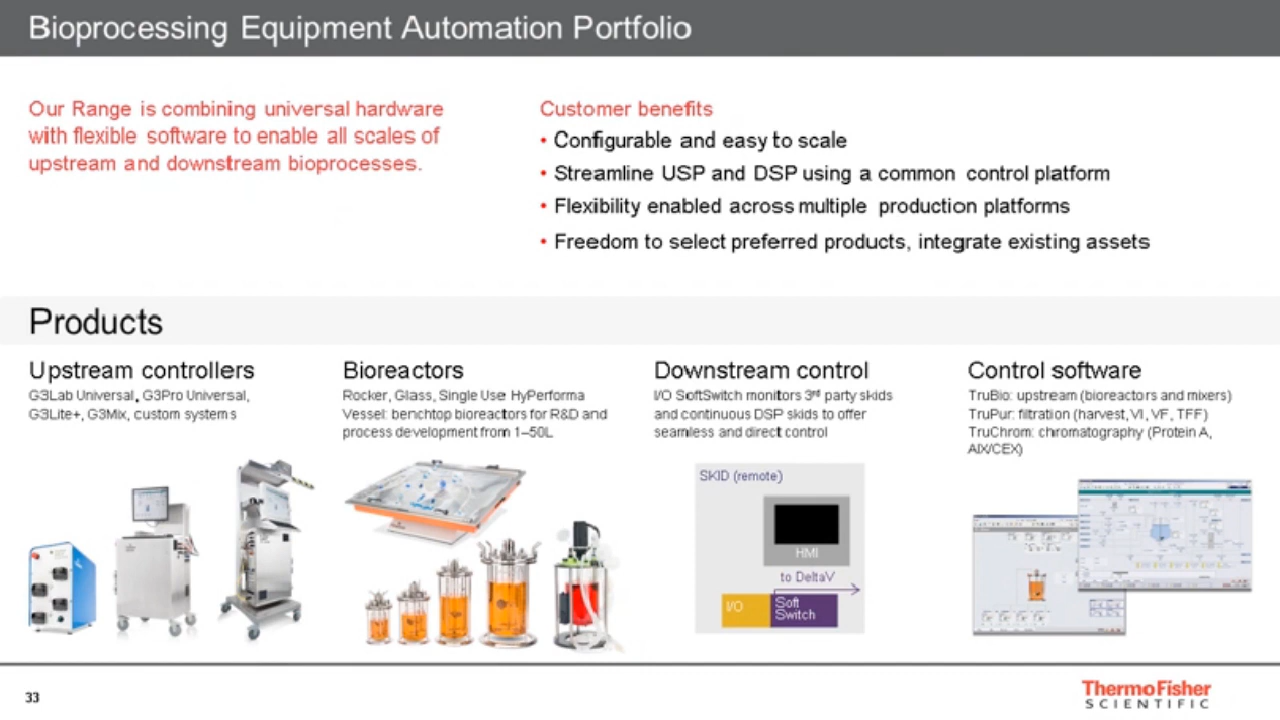 Bioprocessing Equipment Automation Portfolio
Our Range is combining universal hardware
with flexible software to enable all scales of
upstream and downstream bioprocesses.
Customer benefits
• Configurable and easy to scale
• Streamline USP and DSP using a common control platform
• Flexibility enabled across multiple production platforms
• Freedom to select preferred products, integrate existing assets
Products
Upstream controllers
G3Lab Universal, G3Pro Universal,
G3Lite+, G3Mix, custom systems
Bioreactors
Rocker, Glass, Single Use HyPerforma
Vessel: benchtop bioreactors for R&D and
process development from 1–50L
Downstream control
I/O SoftSwitch monitors 3rd party skids
and continuous DSP skids to offer
seamless and direct control
SKID (remote)
HMI
to DeltaV
I/O
Soft
Switch
Control software
TruBio: upstream (bioreactors and mixers)
TruPur: filtration (harvest, VI, VF, TFF)
TruChrom: chromatography (Protein A,
AIX/CEX)
33
ThermoFisher
SCIENTIFIC